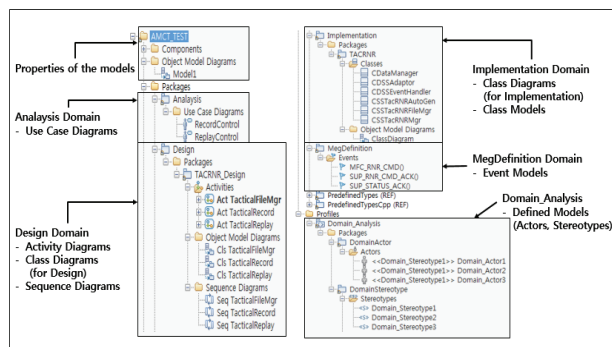 Properties of the models
Analaysis Domain
- Use Case Diagrams
Design Domain
- Activity Diagrams
- Class Diagrams
(for Design)
- Sequence Diagrams
AMCT_TEST
Components
Object Model Diagrams
Model1
Packages
Analaysis
Use Case Diagrams
RecordControl
ReplayControl
Design
Packages
TACRNR_Design
Activities
Act TacticalFileMgr
Act TacticalRecord
Act TacticalReplay
Object Model Diagrams
Cls TacticalFileMgr
Cls TacticalRecord
Cls TacticalReplay
Sequence Diagrams
Seq TacticalFileMgr
Seq TacticalRecord
Seq TacticalReplay
Implementation
Packages
TACRNR
Classes
CDataManager
CDSSAdaptor
CDSSEventHandler
CSSTacRNRAutoGen
CSSTacRNRFileMgr
CSSTacRNRMgr
Object Model Diagrams
ClassDiagram
MegDefinition
Events
MFC_RNR_CMD()
SUP_RNR_CMD_ACK()
SUP_STATUS_ACK()
PredefinedTypes (REF)
PredefinedTypesCpp (REF)
Profiles
Domain_Analysis
Packages
DomainActor
Actors
<<Domain_Stereotype1>> Domain_Actor1
<<Domain_Stereotype1>> Domain_Actor2
<<Domain_Stereotype1>> Domain_Actor3
DomainStereotype
Stereotypes
Domain_Stereotype1
Domain_Stereotype2
Domain_Stereotype3
Implementation Domain
- Class Diagrams
(for Implementation)
- Class Models
MegDefinition Domain
- Event Models
Domain_Analysis
- Defined Models
(Actors, Stereotypes)